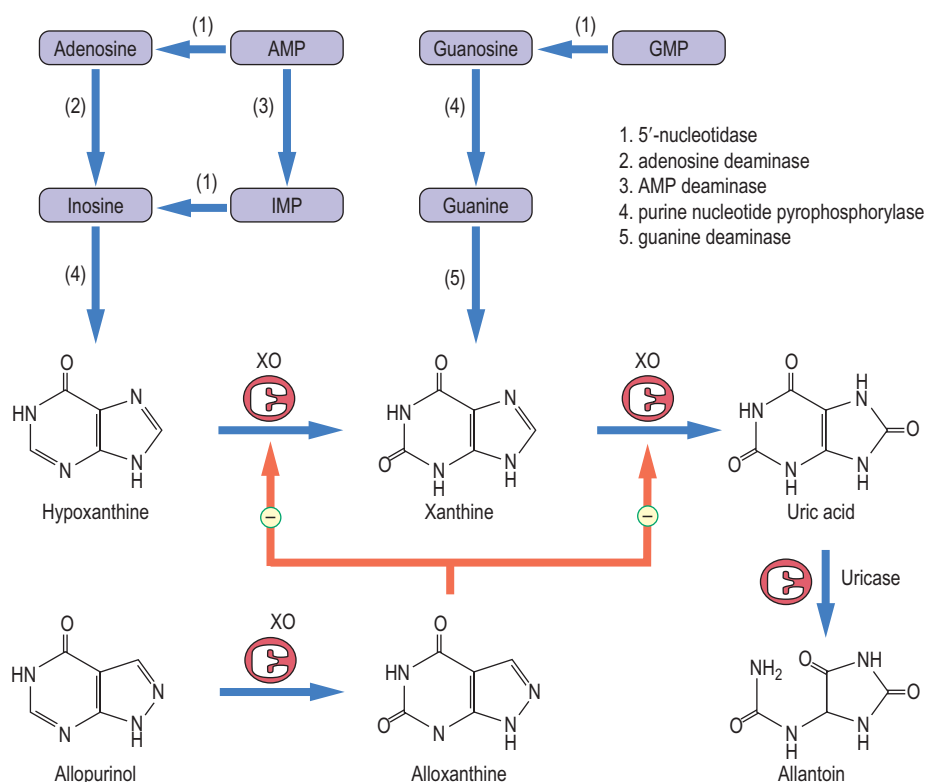 (1) (1)
Adenosine AMP Guanosine GMP
(2) (3) (4)
1. 5′-nucleotidase
2. adenosine deaminase
3. AMP deaminase
4. purine nucleotide pyrophosphorylase
5. guanine deaminase
(1)
Inosine IMP Guanine
(4) (5)
XO XO
O N HN N N H
O N HN O N H N H
O H N HN O O N H N H
Hypoxanthine Xanthine Uric acid
− −
Uricase
XO
O HN N N N H
O HN N O N N H
NH2 O NH O O N H N H
Allopurinol Alloxanthine Allantoin